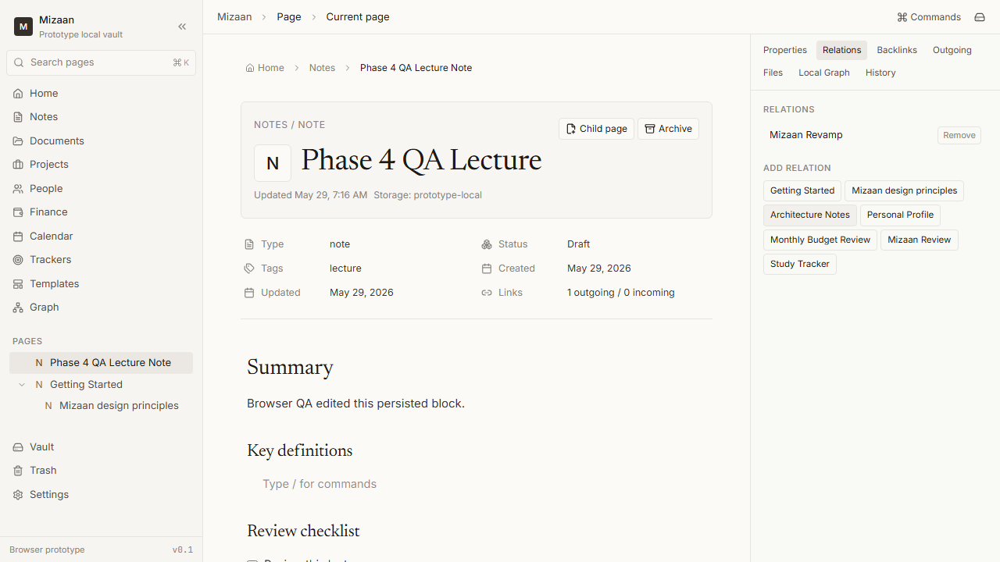 M
Mizaan
Prototype local vault
Search pages ⌘ K
Home
Notes
Documents
Projects
People
Finance
Calendar
Trackers
Templates
Graph
PAGES
N Phase 4 QA Lecture Note
N Getting Started
N Mizaan design principles
Vault
Trash
Settings
Browser prototype v0.1
Mizaan Page Current page
⌘ Commands
Home Notes Phase 4 QA Lecture Note
NOTES / NOTE
Child page Archive
N Phase 4 QA Lecture
Updated May 29, 7:16 AM Storage: prototype-local
Type note Status Draft
Tags lecture Created May 29, 2026
Updated May 29, 2026 Links 1 outgoing / 0 incoming
Summary
Browser QA edited this persisted block.
Key definitions
Type / for commands
Review checklist
Properties Relations Backlinks Outgoing
Files Local Graph History
RELATIONS
Mizaan Revamp Remove
ADD RELATION
Getting Started Mizaan design principles
Architecture Notes Personal Profile
Monthly Budget Review Mizaan Review
Study Tracker